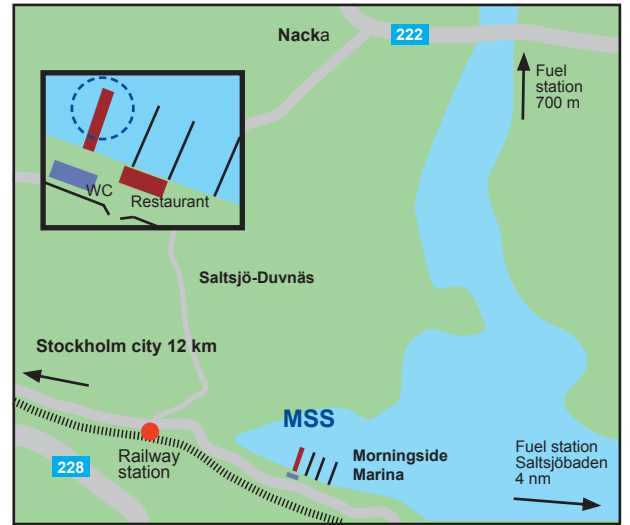 Nacka
222
Fuel
station
700 m
WC
Restaurant
Saltsjö-Duvnäs
Stockholm city 12 km
MSS
Morningside
Marina
Railway
station
228
Fuel station
Saltsjöbaden
4 nm